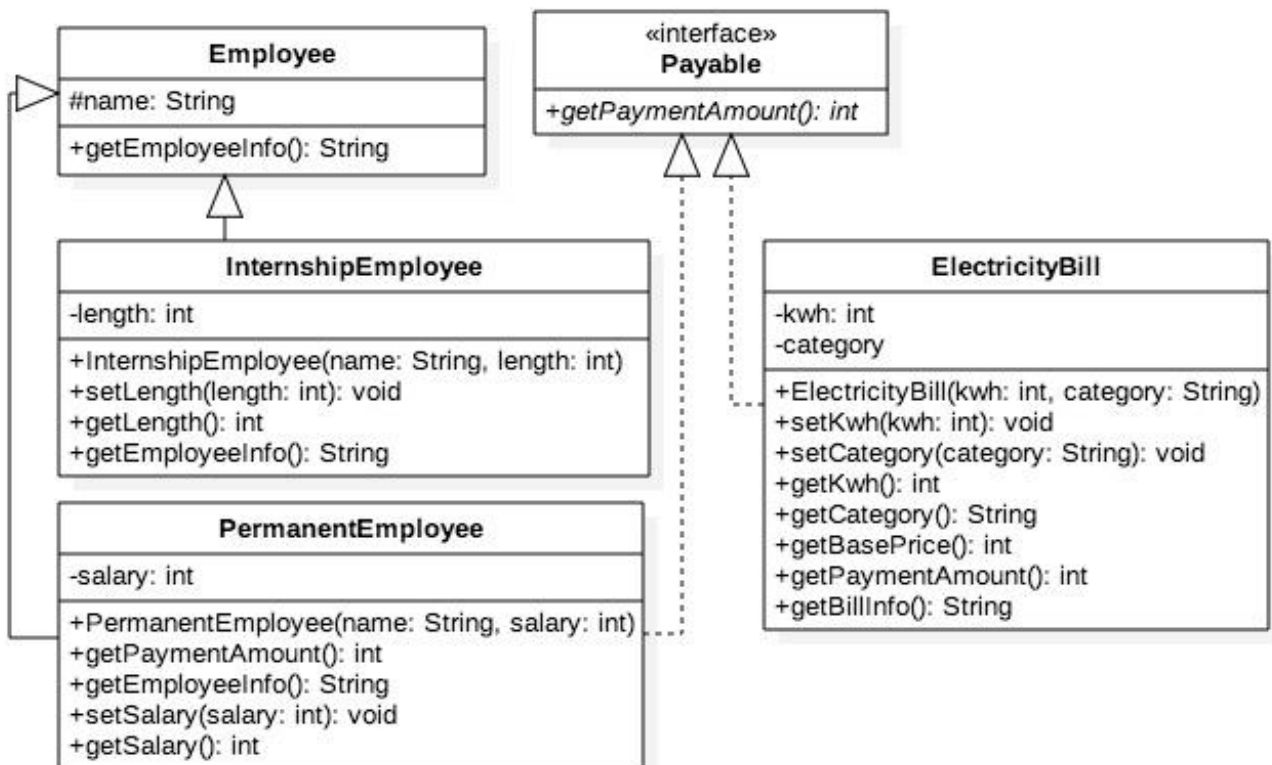 Employee
#name: String
+getEmployeeInfo(): String
«interface»
Payable
+getPaymentAmount(): int
InternshipEmployee
-length: int
+InternshipEmployee(name: String, length: int)
+setLength(length: int): void
+getLength(): int
+getEmployeeInfo(): String
PermanentEmployee
-salary: int
+PermanentEmployee(name: String, salary: int)
+getPaymentAmount(): int
+getEmployeeInfo(): String
+setSalary(salary: int): void
+getSalary(): int
ElectricityBill
-kwh: int
-category
+ElectricityBill(kwh: int, category: String)
+setKwh(kwh: int): void
+setCategory(category: String): void
+getKwh(): int
+getCategory(): String
+getBasePrice(): int
+getPaymentAmount(): int
+getBillInfo(): String